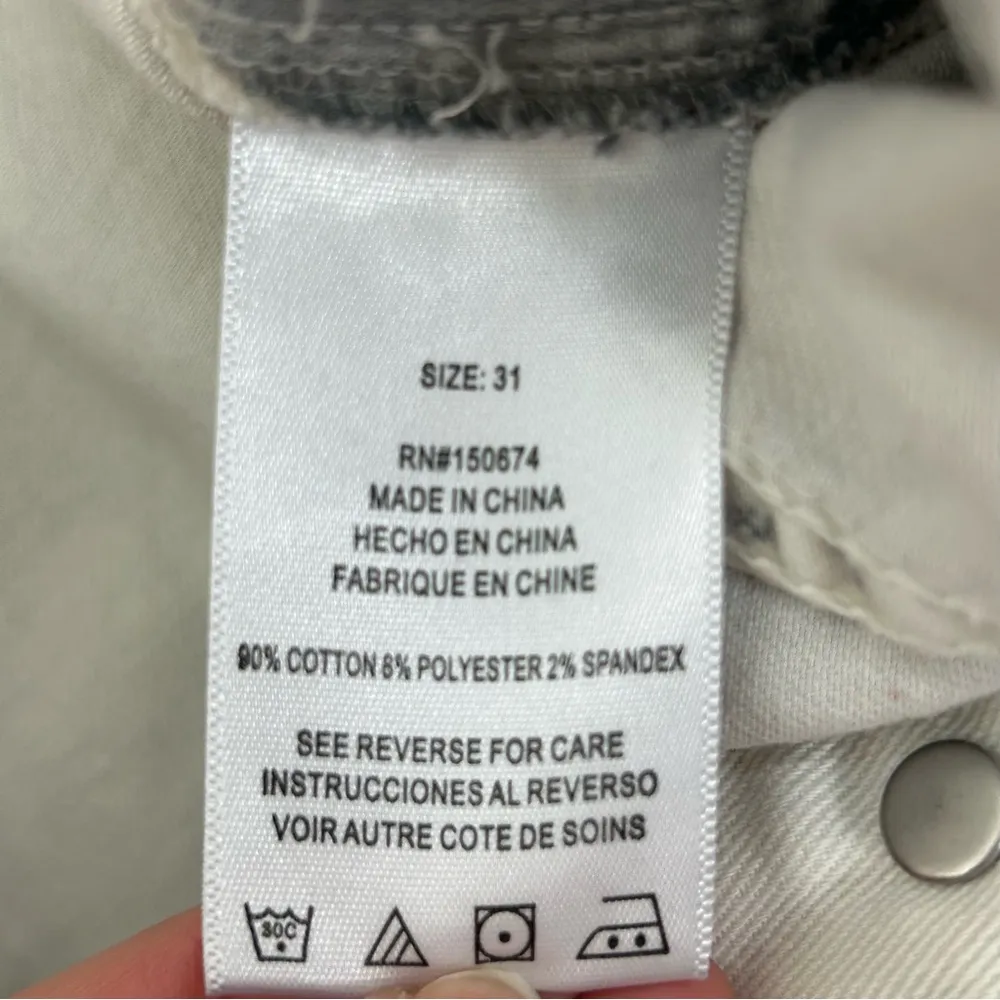 SIZE: 31
RN#150674
MADE IN CHINA
HECHO EN CHINA
FABRIQUE EN CHINE
90% COTTON 8% POLYESTER 2% SPANDEX
SEE REVERSE FOR CARE
INSTRUCCIONES AL REVERSO
VOIR AUTRE COTE DE SOINS
30C